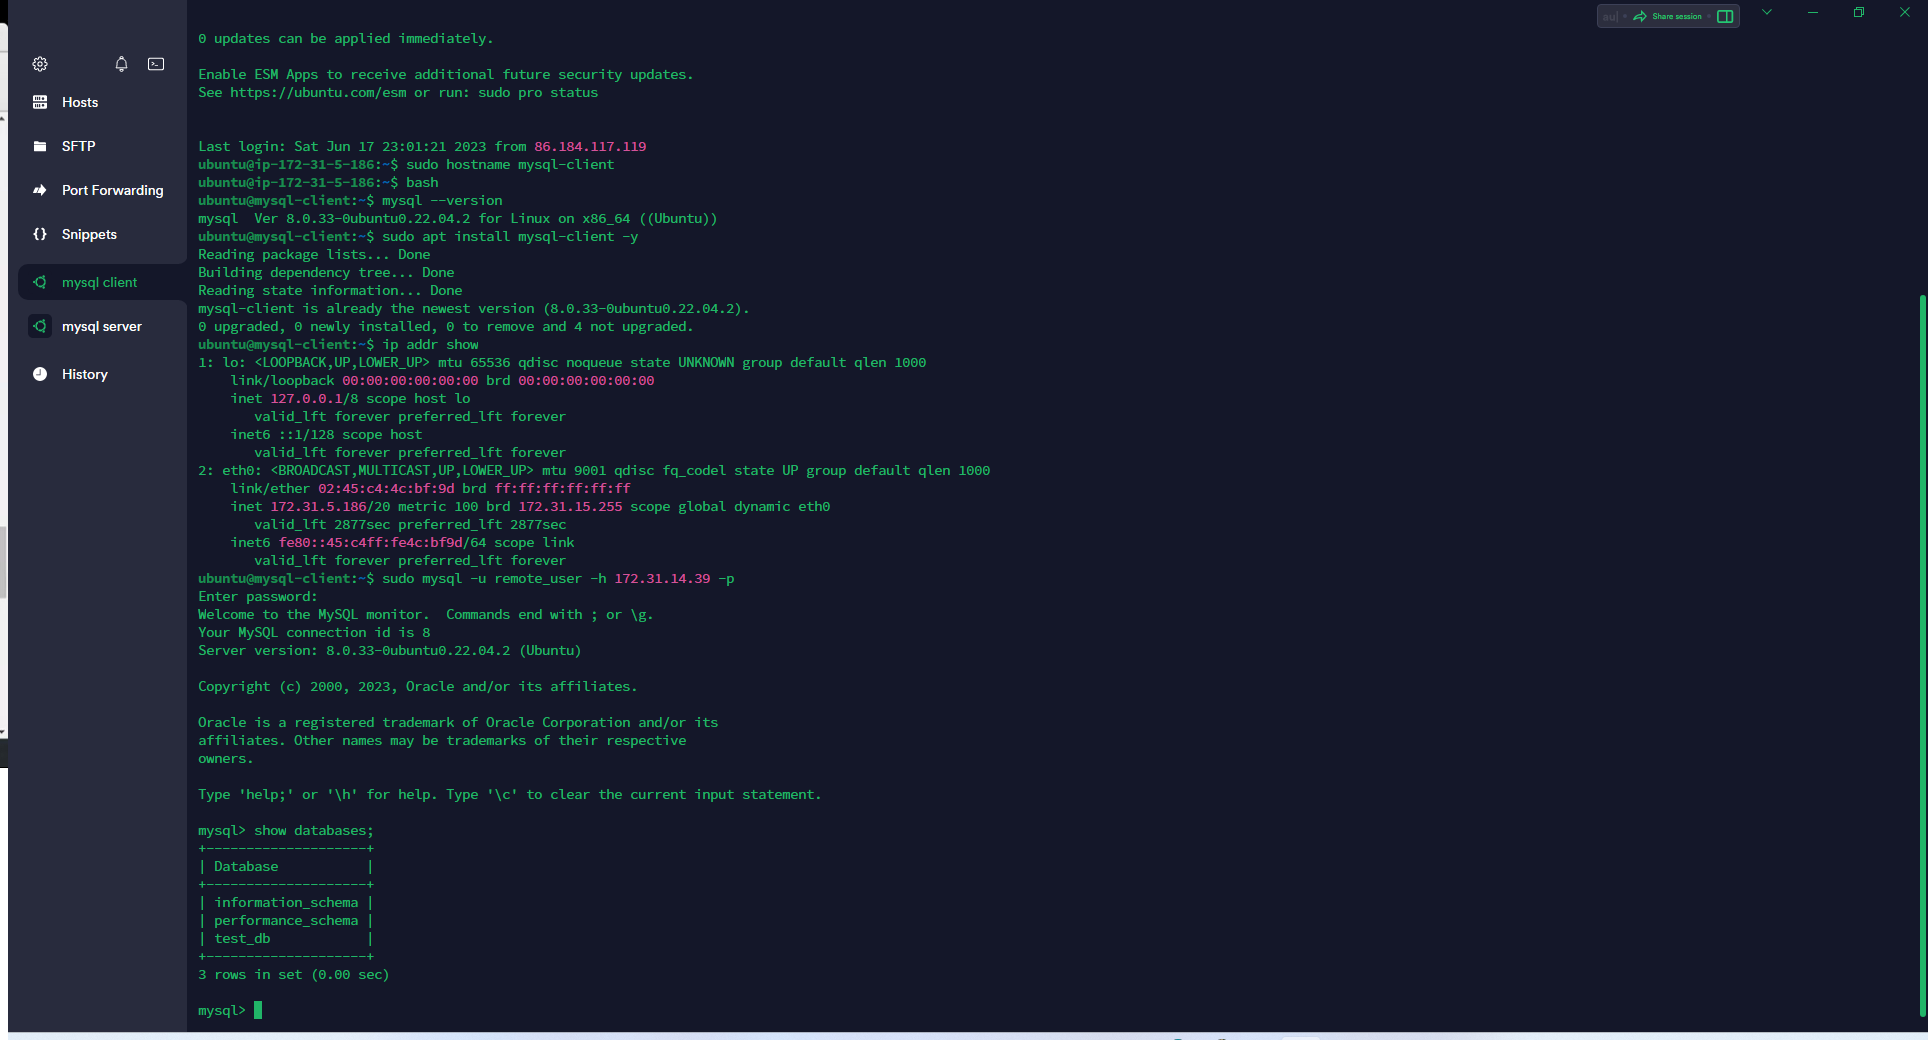 Share session
Hosts
SFTP
Port Forwarding
{} Snippets
mysql client
mysql server
History
0 updates can be applied immediately.
Enable ESM Apps to receive additional future security updates.
See https://ubuntu.com/esm or run: sudo pro status
Last login: Sat Jun 17 23:01:21 2023 from 86.184.117.119
ubuntu@ip-172-31-5-186:~$ sudo hostname mysql-client
ubuntu@ip-172-31-5-186:~$ bash
ubuntu@mysql-client:~$ mysql --version
mysql  Ver 8.0.33-0ubuntu0.22.04.2 for Linux on x86_64 ((Ubuntu))
ubuntu@mysql-client:~$ sudo apt install mysql-client -y
Reading package lists... Done
Building dependency tree... Done
Reading state information... Done
mysql-client is already the newest version (8.0.33-0ubuntu0.22.04.2).
0 upgraded, 0 newly installed, 0 to remove and 4 not upgraded.
ubuntu@mysql-client:~$ ip addr show
1: lo: <LOOPBACK,UP,LOWER_UP> mtu 65536 qdisc noqueue state UNKNOWN group default qlen 1000
    link/loopback 00:00:00:00:00:00 brd 00:00:00:00:00:00
    inet 127.0.0.1/8 scope host lo
       valid_lft forever preferred_lft forever
    inet6 ::1/128 scope host
       valid_lft forever preferred_lft forever
2: eth0: <BROADCAST,MULTICAST,UP,LOWER_UP> mtu 9001 qdisc fq_codel state UP group default qlen 1000
    link/ether 02:45:c4:4c:bf:9d brd ff:ff:ff:ff:ff:ff
    inet 172.31.5.186/20 metric 100 brd 172.31.15.255 scope global dynamic eth0
       valid_lft 2877sec preferred_lft 2877sec
    inet6 fe80::45:c4ff:fe4c:bf9d/64 scope link
       valid_lft forever preferred_lft forever
ubuntu@mysql-client:~$ sudo mysql -u remote_user -h 172.31.14.39 -p
Enter password:
Welcome to the MySQL monitor.  Commands end with ; or \g.
Your MySQL connection id is 8
Server version: 8.0.33-0ubuntu0.22.04.2 (Ubuntu)
Copyright (c) 2000, 2023, Oracle and/or its affiliates.
Oracle is a registered trademark of Oracle Corporation and/or its
affiliates. Other names may be trademarks of their respective
owners.
Type 'help;' or '\h' for help. Type '\c' to clear the current input statement.
mysql> show databases;
+--------------------+
| Database           |
+--------------------+
| information_schema |
| performance_schema |
| test_db            |
+--------------------+
3 rows in set (0.00 sec)
mysql>